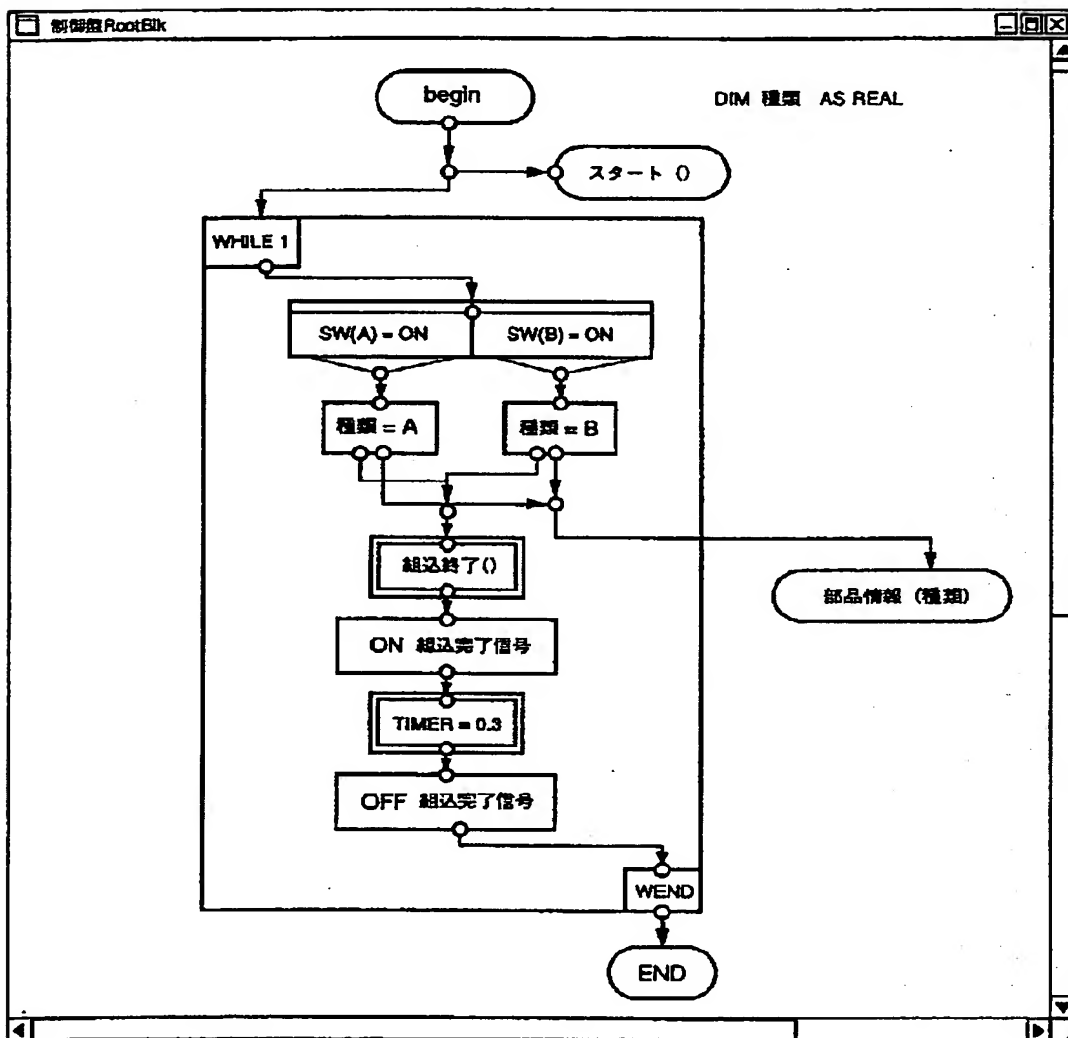 制御盤RootBlk
begin
DIM 種類 AS REAL
スタート ()
WHILE 1
SW(A) = ON
SW(B) = ON
種類 = A
種類 = B
組込終了()
部品情報 (種類)
ON 組込完了信号
TIMER = 0.3
OFF 組込完了信号
WEND
END